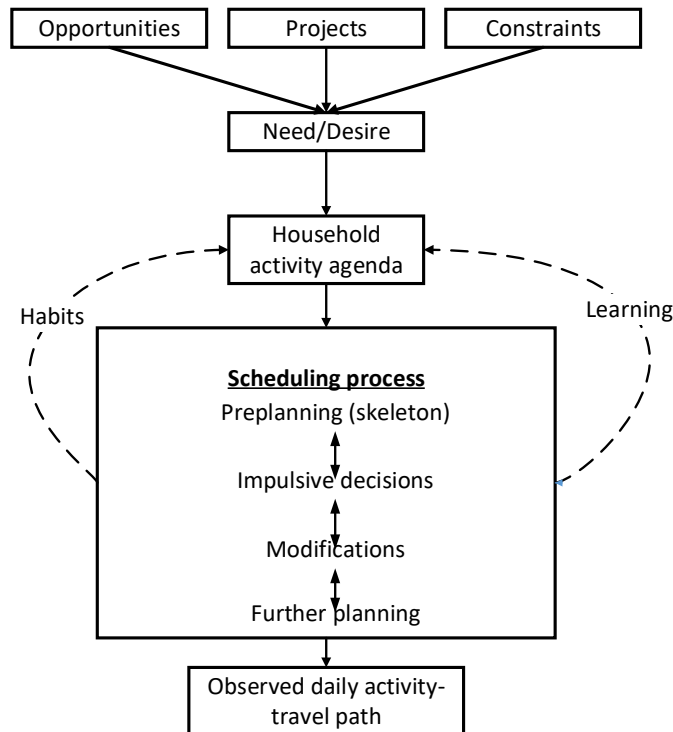 Opportunities
Projects
Constraints
Need/Desire
Household
activity agenda
Habits
Learning
Scheduling process
Preplanning (skeleton)
Impulsive decisions
Modifications
Further planning
Observed daily activity-
travel path